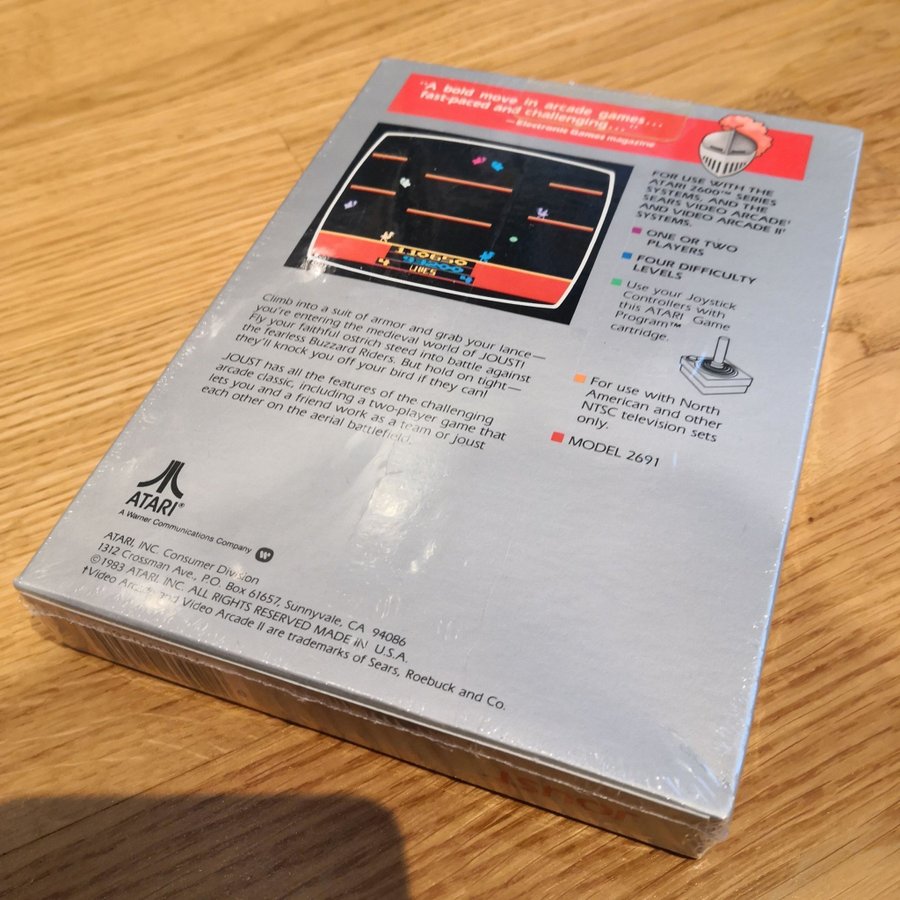 "A bold move in arcade games...
fast-paced and challenging..."
—Electronic Games magazine
FOR USE WITH THE
ATARI 2600™ SERIES
SYSTEMS, AND THE
SEARS VIDEO ARCADE†
AND VIDEO ARCADE II†
SYSTEMS.
ONE OR TWO
PLAYERS
FOUR DIFFICULTY
LEVELS
Use your Joystick
Controllers with
this ATARI Game
Program™
cartridge.
For use with North
American and other
NTSC television sets
only.
MODEL 2691
110690
93200
4 LIVES 4
Climb into a suit of armor and grab your lance—
you're entering the medieval world of JOUST!
Fly your faithful ostrich steed into battle against
the fearless Buzzard Riders. But hold on tight—
they'll knock you off your bird if they can!
JOUST has all the features of the challenging
arcade classic, including a two-player game that
lets you and a friend work as a team or joust
each other on the aerial battlefield.
ATARI®
A Warner Communications Company
ATARI, INC. Consumer Division
1312 Crossman Ave., P.O. Box 61657, Sunnyvale, CA 94086
©1983 ATARI, INC. ALL RIGHTS RESERVED MADE IN U.S.A.
†Video Arcade and Video Arcade II are trademarks of Sears, Roebuck and Co.
JOUST